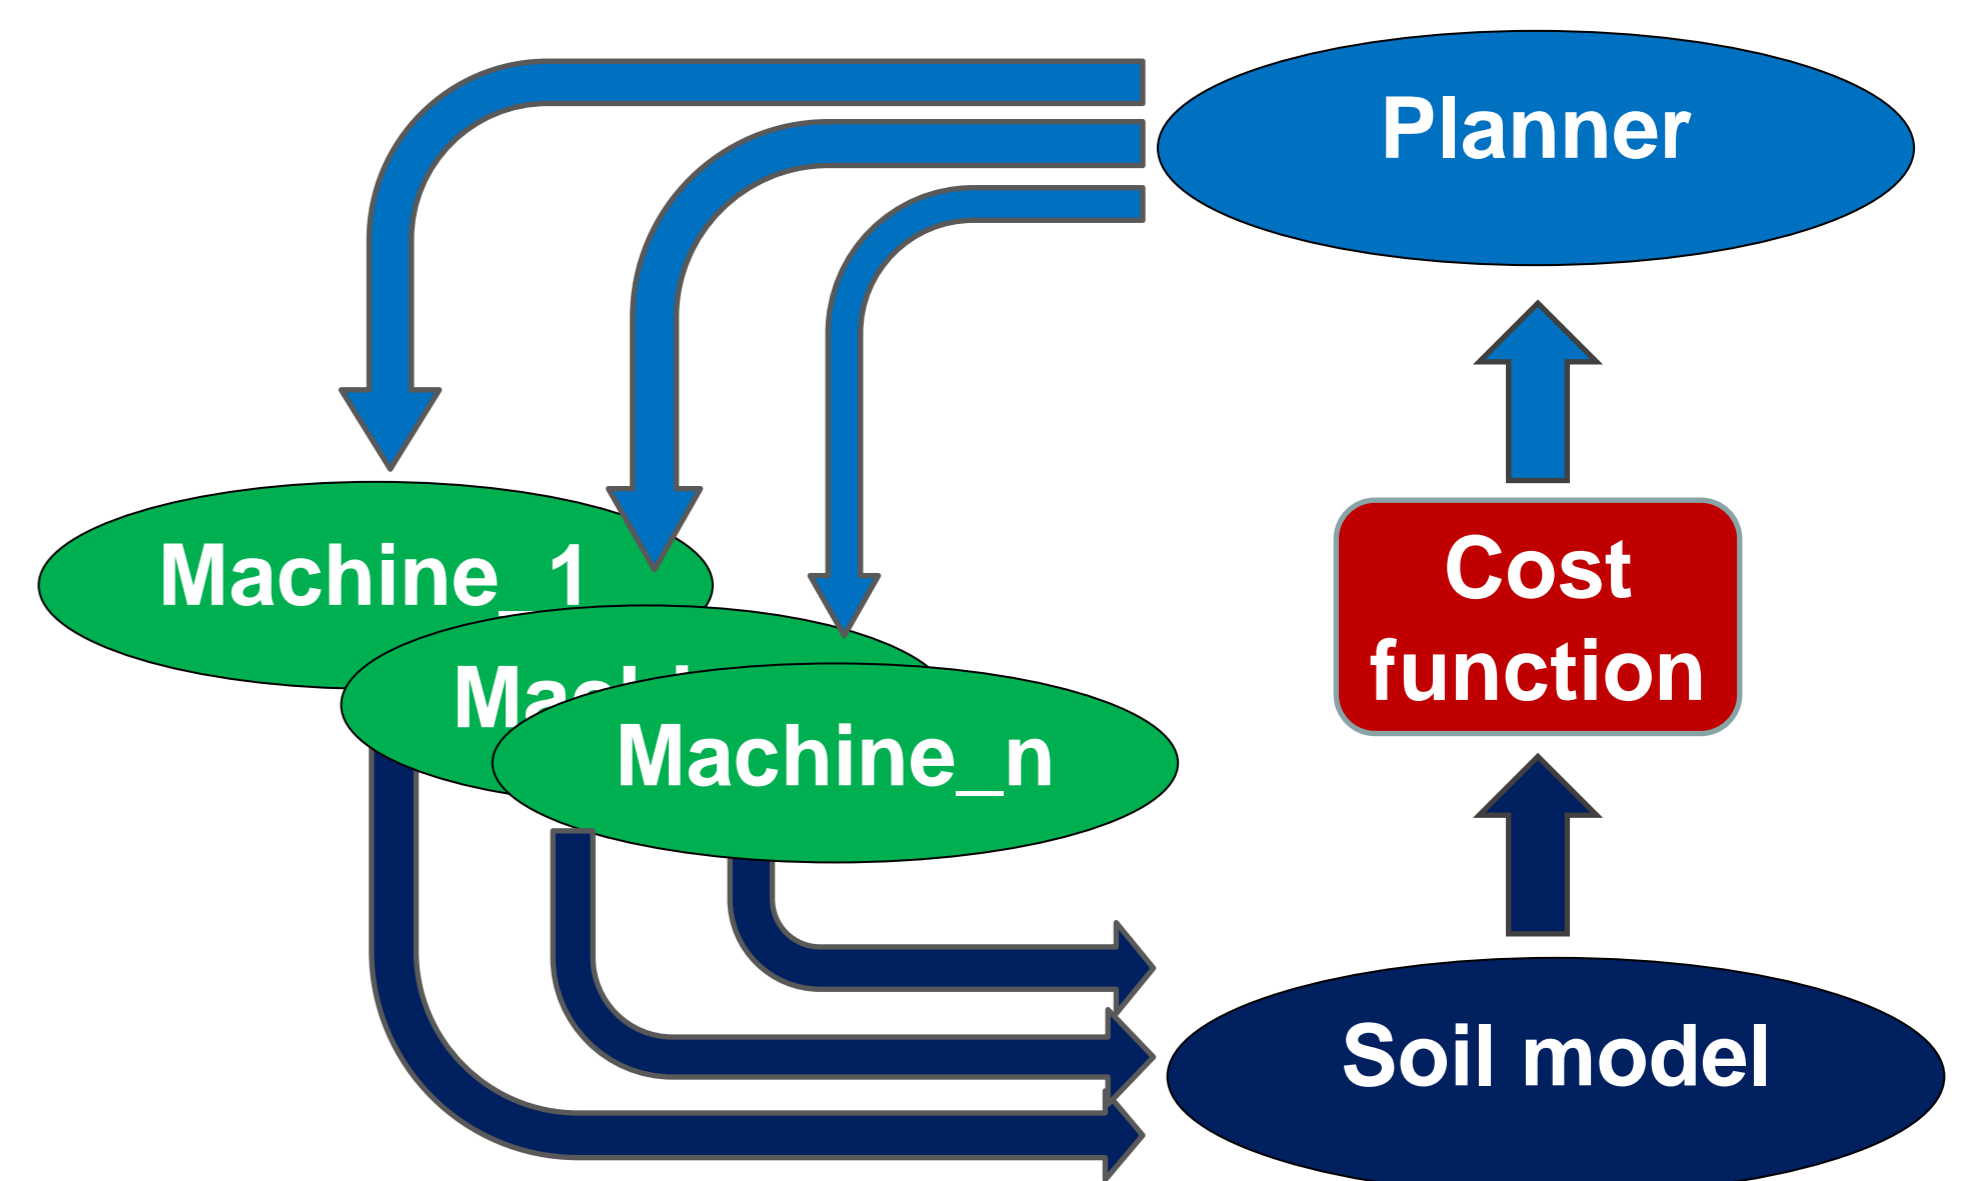 Planner
Machine_1
Cost
function
Machine_n
Soil model